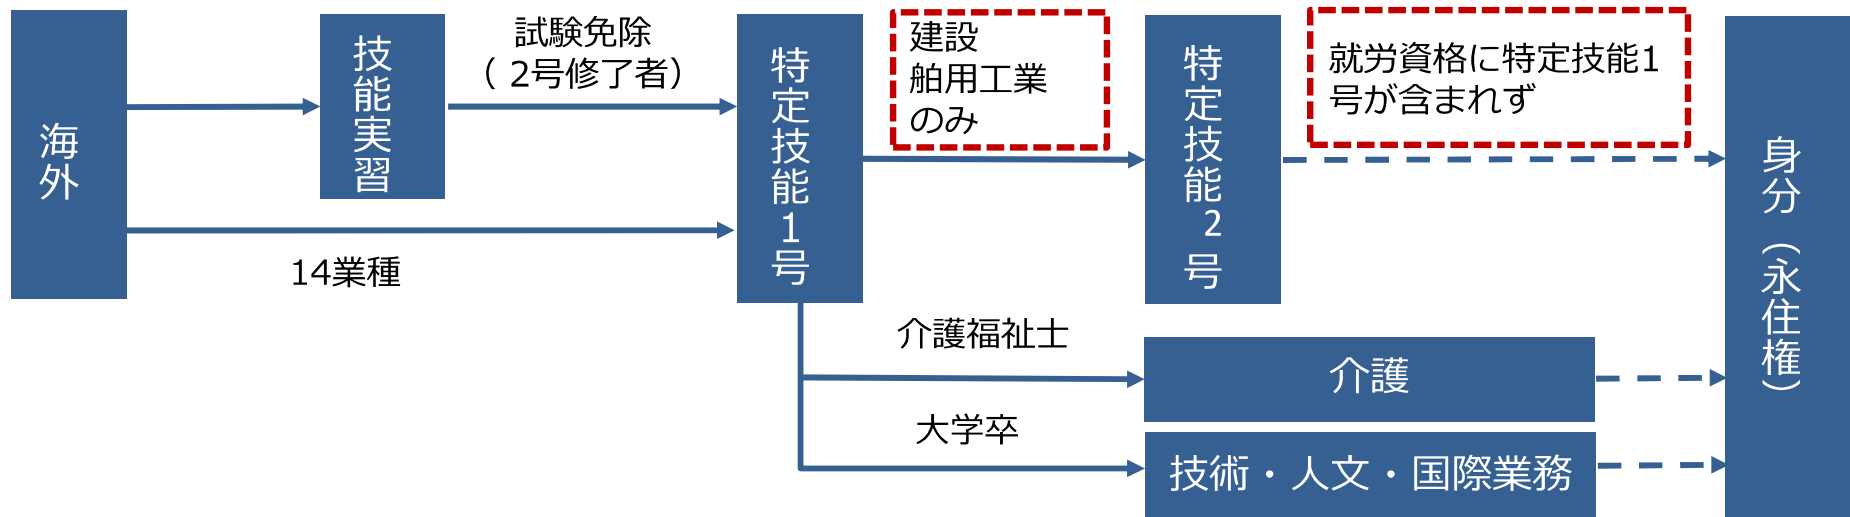 海外
技能実習
試験免除
（ 2号修了者）
14業種
特定技能1号
建設
舶用工業
のみ
特定技能2号
就労資格に特定技能1
号が含まれず
介護福祉士
介護
大学卒
技術・人文・国際業務
身分（永住権）